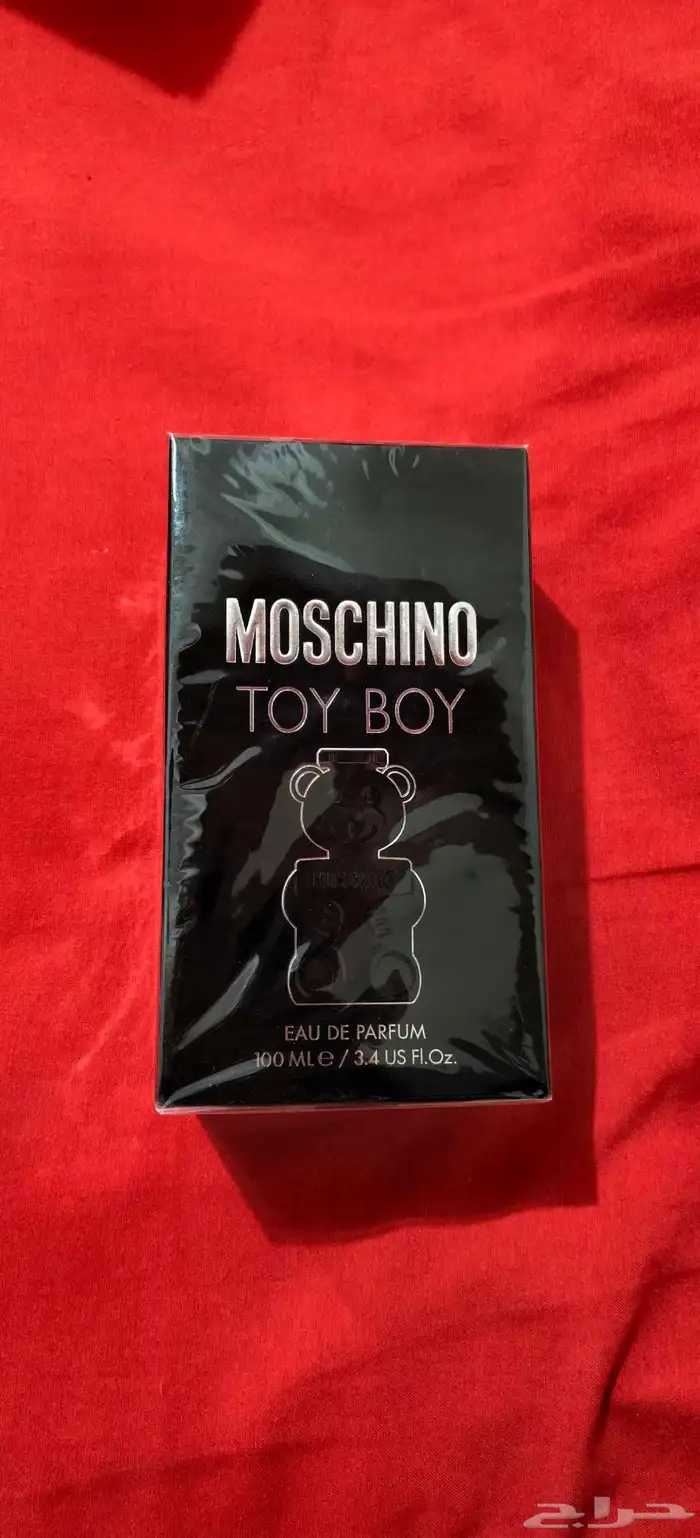 MOSCHINO
TOY BOY
EAU DE PARFUM
100 ML e / 3.4 US Fl.Oz.
حراج